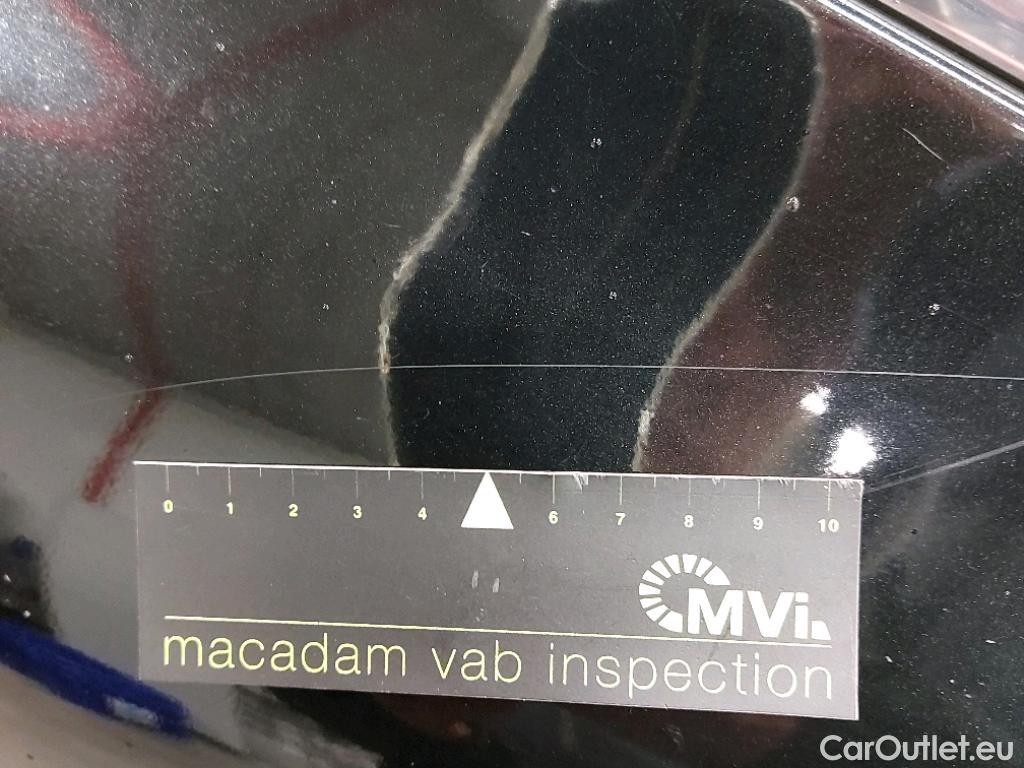 0 1 2 3 4 6 7 8 9 10
MVi
macadam vab inspection
CarOutlet.eu